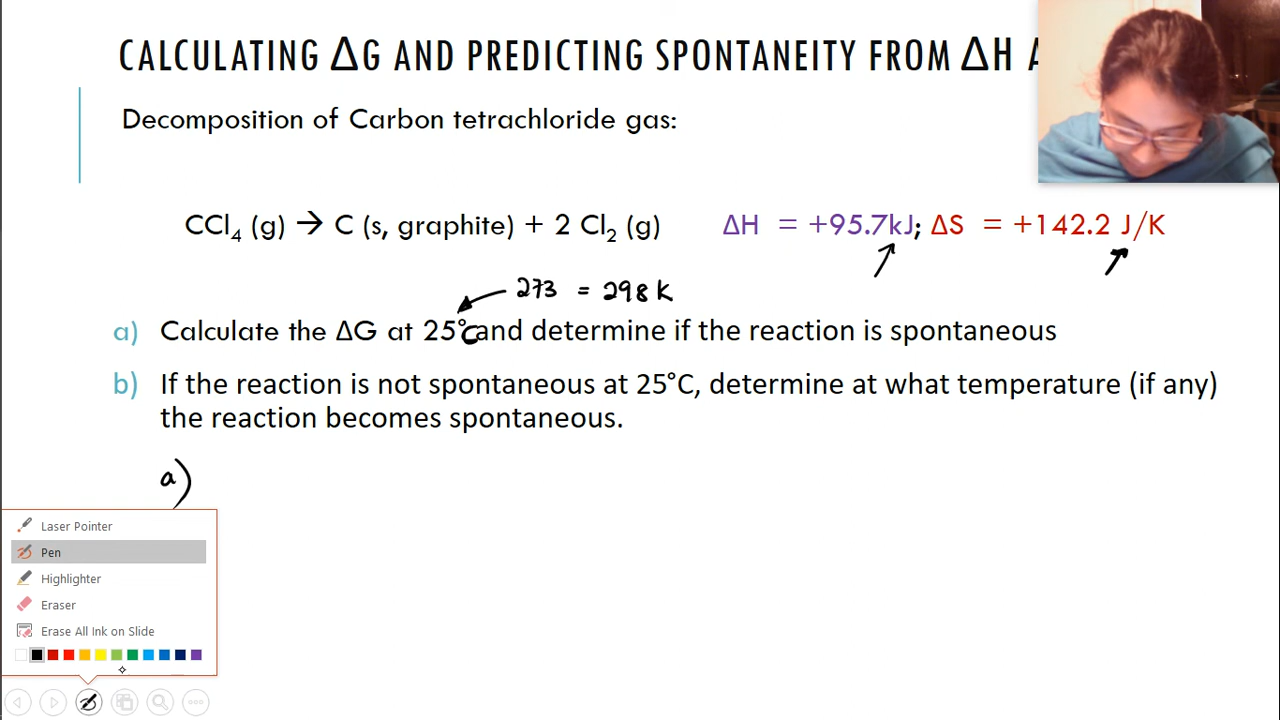 CALCULATING ΔG AND PREDICTING SPONTANEITY FROM ΔH
Decomposition of Carbon tetrachloride gas:
CCl₄ (g) → C (s, graphite) + 2 Cl₂ (g) ΔH = +95.7kJ; ΔS = +142.2 J/K
273 = 298 K
a) Calculate the ΔG at 25°C and determine if the reaction is spontaneous
b) If the reaction is not spontaneous at 25°C, determine at what temperature (if any)
the reaction becomes spontaneous.
a)
Laser Pointer
Pen
Highlighter
Eraser
Erase All Ink on Slide